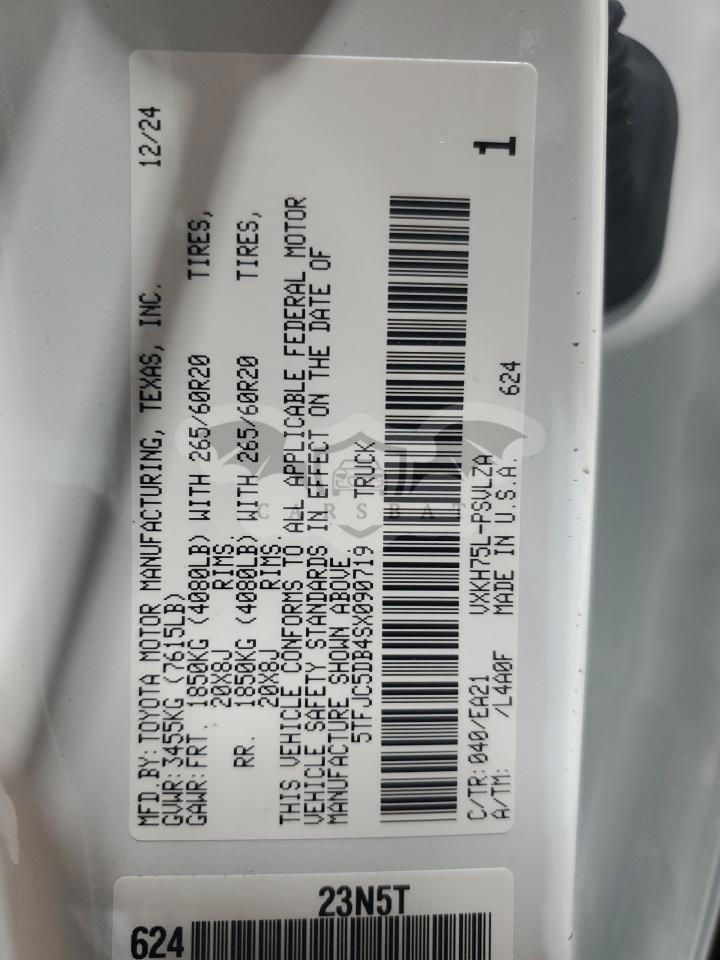 MFD.BY:TOYOTA MOTOR MANUFACTURING, TEXAS, INC. 12/24
GVWR:3455KG (7615LB)
GAWR:FRT. 1850KG (4080LB) WITH 265/60R20 TIRES,
20X8J RIMS.
RR. 1850KG (4080LB) WITH 265/60R20 TIRES,
20X8J RIMS.
THIS VEHICLE CONFORMS TO ALL APPLICABLE FEDERAL MOTOR
VEHICLE SAFETY STANDARDS IN EFFECT ON THE DATE OF
MANUFACTURE SHOWN ABOVE.
5TFJC5DB4SX090719 TRUCK
C/TR:040/EA21 VXKH75L-PSVLZA
A/TM: /L4A0F MADE IN U.S.A. 624
1
CARSBAT
23N5T
624